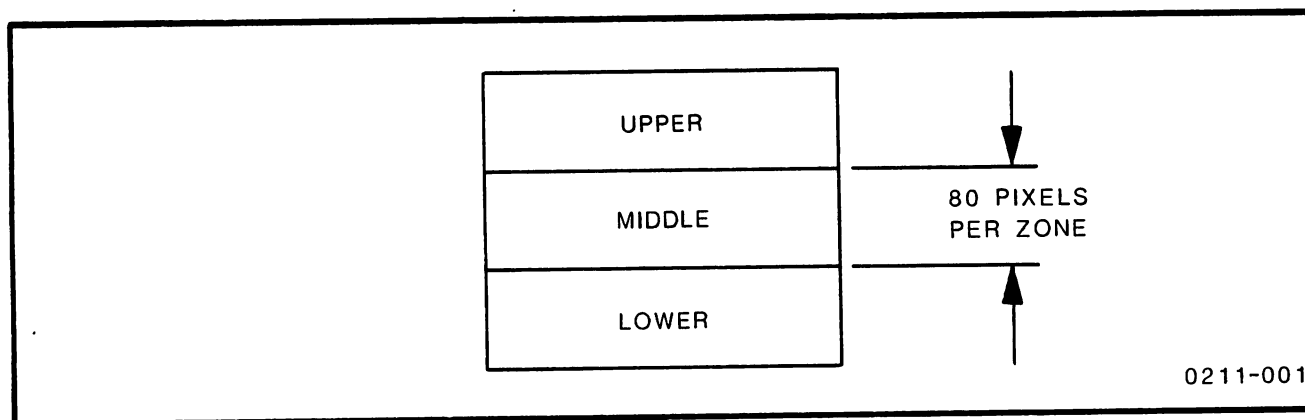 UPPER
MIDDLE
LOWER
80 PIXELS
PER ZONE
0211-001